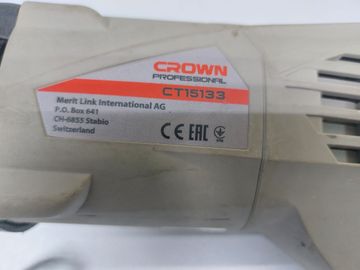 CROWN
PROFESSIONAL
CT15133
Merit Link International AG
P.O. Box 641
CH-6855 Stabio
Switzerland
CE EAC